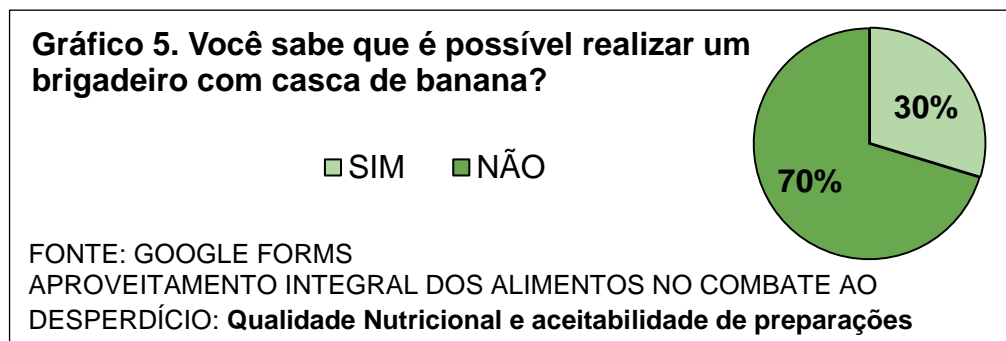 Gráfico 5. Você sabe que é possível realizar um
brigadeiro com casca de banana?
30%
SIM NÃO
70%
FONTE: GOOGLE FORMS
APROVEITAMENTO INTEGRAL DOS ALIMENTOS NO COMBATE AO
DESPERDÍCIO: Qualidade Nutricional e aceitabilidade de preparações